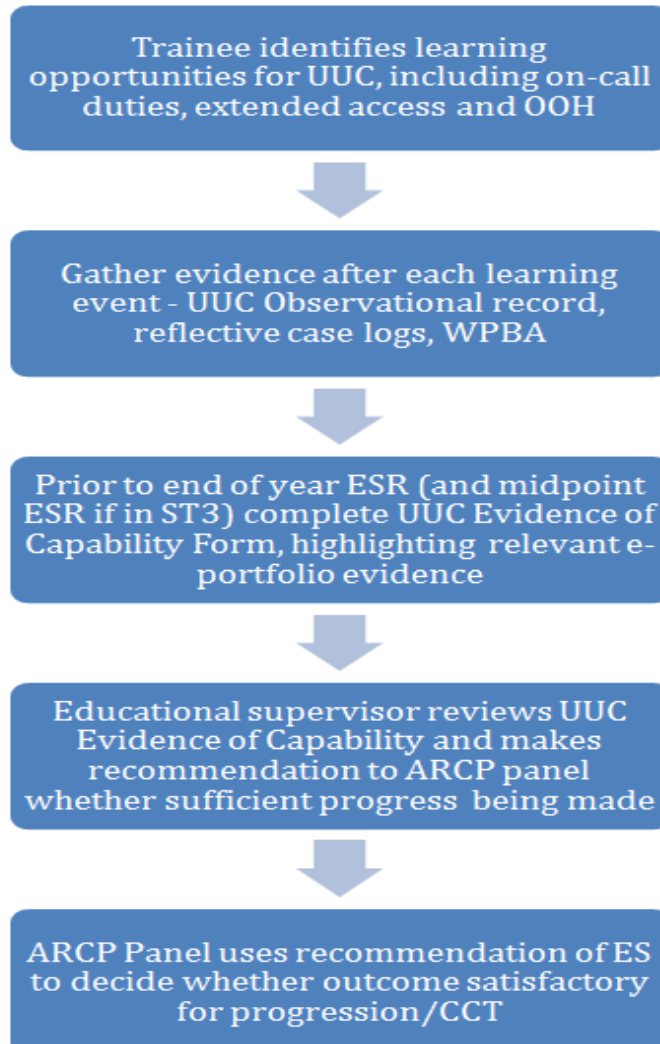 Trainee identifies learning
opportunities for UUC, including on-call
duties, extended access and OOH
Gather evidence after each learning
event - UUC Observational record,
reflective case logs, WPBA
Prior to end of year ESR (and midpoint
ESR if in ST3) complete UUC Evidence of
Capability Form, highlighting relevant e-
portfolio evidence
Educational supervisor reviews UUC
Evidence of Capability and makes
recommendation to ARCP panel
whether sufficient progress being made
ARCP Panel uses recommendation of ES
to decide whether outcome satisfactory
for progression/CCT